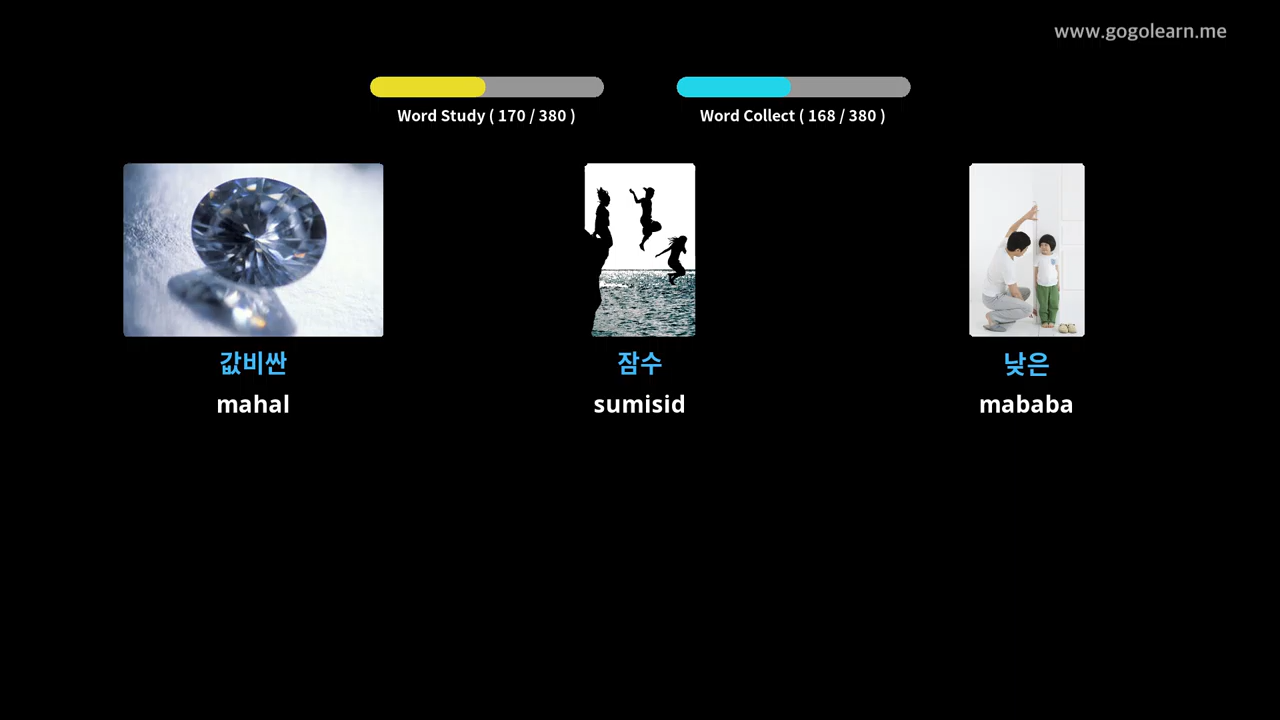 www.gogolearn.me
Word Study ( 170 / 380 )
Word Collect ( 168 / 380 )
값비싼
mahal
잠수
sumisid
낮은
mababa